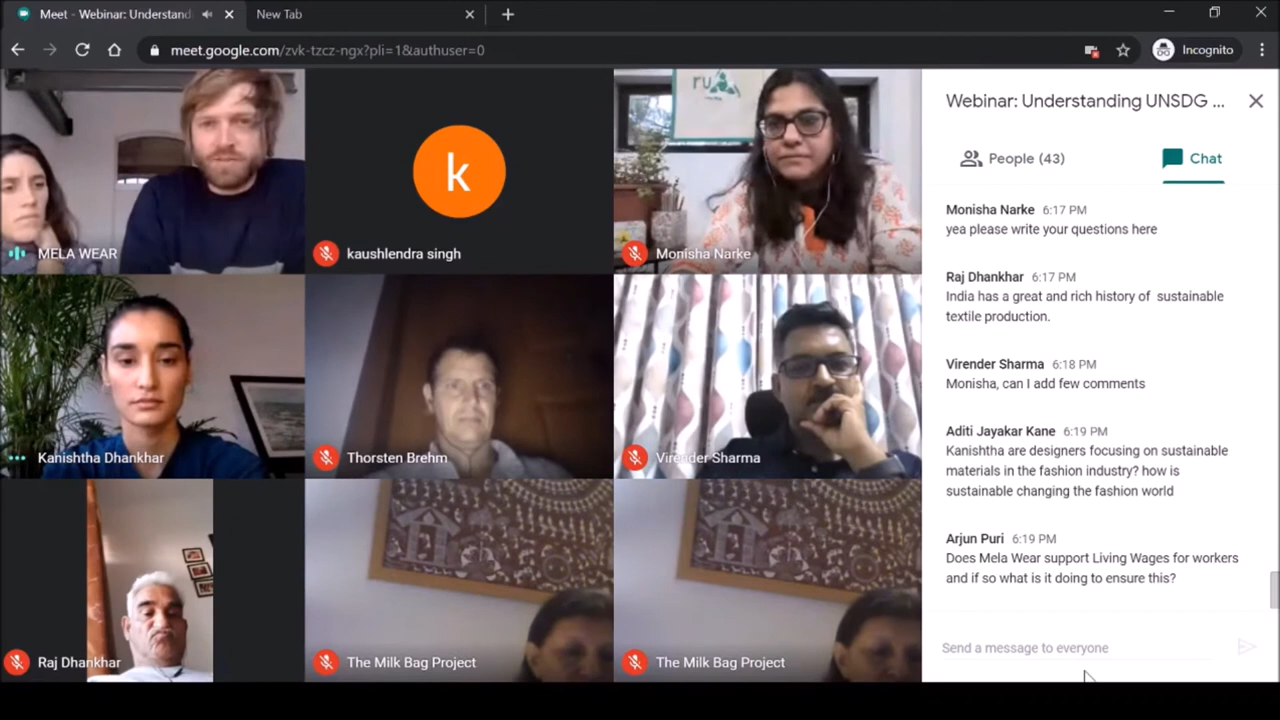 Meet - Webinar: Understand
New Tab
meet.google.com/zvk-tzcz-ngx?pli=1&authuser=0
Incognito
MELA WEAR
k
kaushlendra singh
ru
Monisha Narke
Kanishtha Dhankhar
Thorsten Brehm
Virender Sharma
Raj Dhankhar
The Milk Bag Project
The Milk Bag Project
Webinar: Understanding UNSDG ...
People (43)
Chat
Monisha Narke 6:17 PM
yea please write your questions here
Raj Dhankhar 6:17 PM
India has a great and rich history of sustainable
textile production.
Virender Sharma 6:18 PM
Monisha, can I add few comments
Aditi Jayakar Kane 6:19 PM
Kanishtha are designers focusing on sustainable
materials in the fashion industry? how is
sustainable changing the fashion world
Arjun Puri 6:19 PM
Does Mela Wear support Living Wages for workers
and if so what is it doing to ensure this?
Send a message to everyone